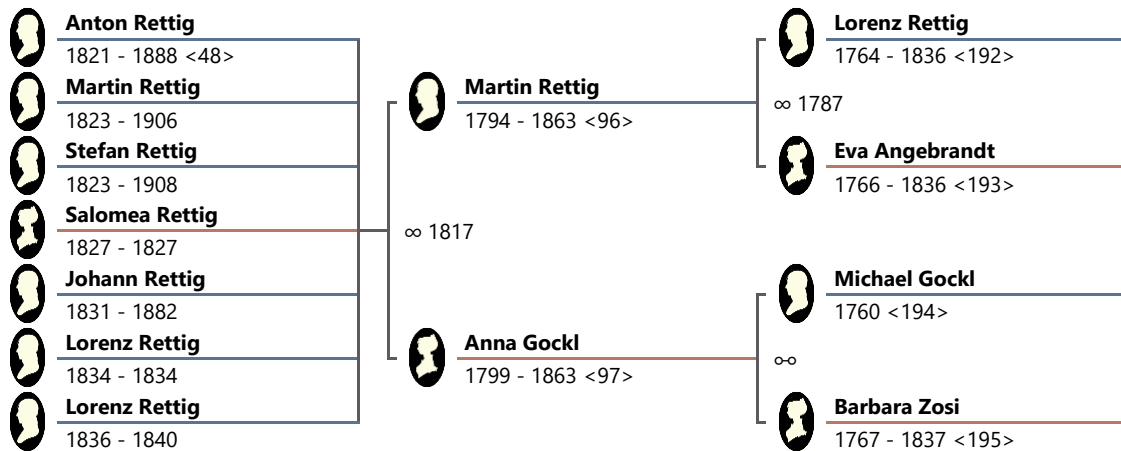 Anton Rettig
1821 - 1888 <48>
Martin Rettig
1823 - 1906
Stefan Rettig
1823 - 1908
Salomea Rettig
1827 - 1827
Johann Rettig
1831 - 1882
Lorenz Rettig
1834 - 1834
Lorenz Rettig
1836 - 1840
Martin Rettig
1794 - 1863 <96>
∞ 1817
Anna Gockl
1799 - 1863 <97>
Lorenz Rettig
1764 - 1836 <192>
∞ 1787
Eva Angebrandt
1766 - 1836 <193>
Michael Gockl
1760 <194>
⚯
Barbara Zosi
1767 - 1837 <195>